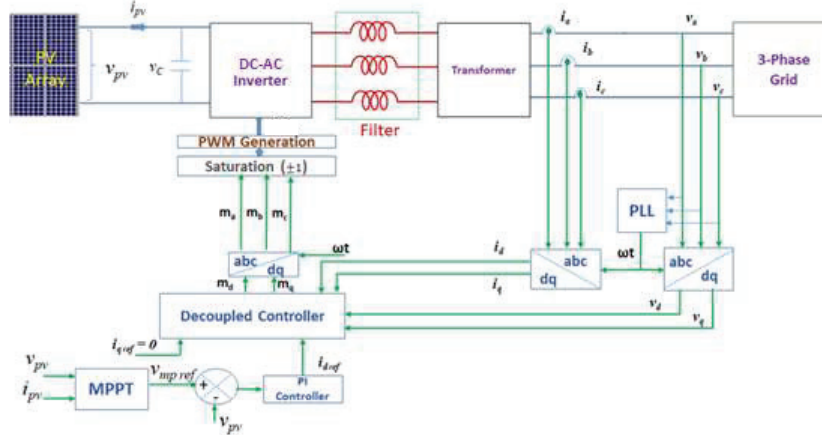 i_pv
i_a
v_a
PV Array
v_pv
v_C
DC-AC Inverter
Filter
Transformer
i_b
v_b
i_c
v_c
3-Phase Grid
PWM Generation
Saturation (±1)
m_a
m_b
m_c
PLL
ωt
abc
dq
ωt
i_d
i_q
abc
dq
abc
dq
m_d
m_q
v_d
v_q
Decoupled Controller
i_q ref = 0
i_d ref
v_pv
i_pv
MPPT
v_mp ref
+
-
PI Controller
v_pv